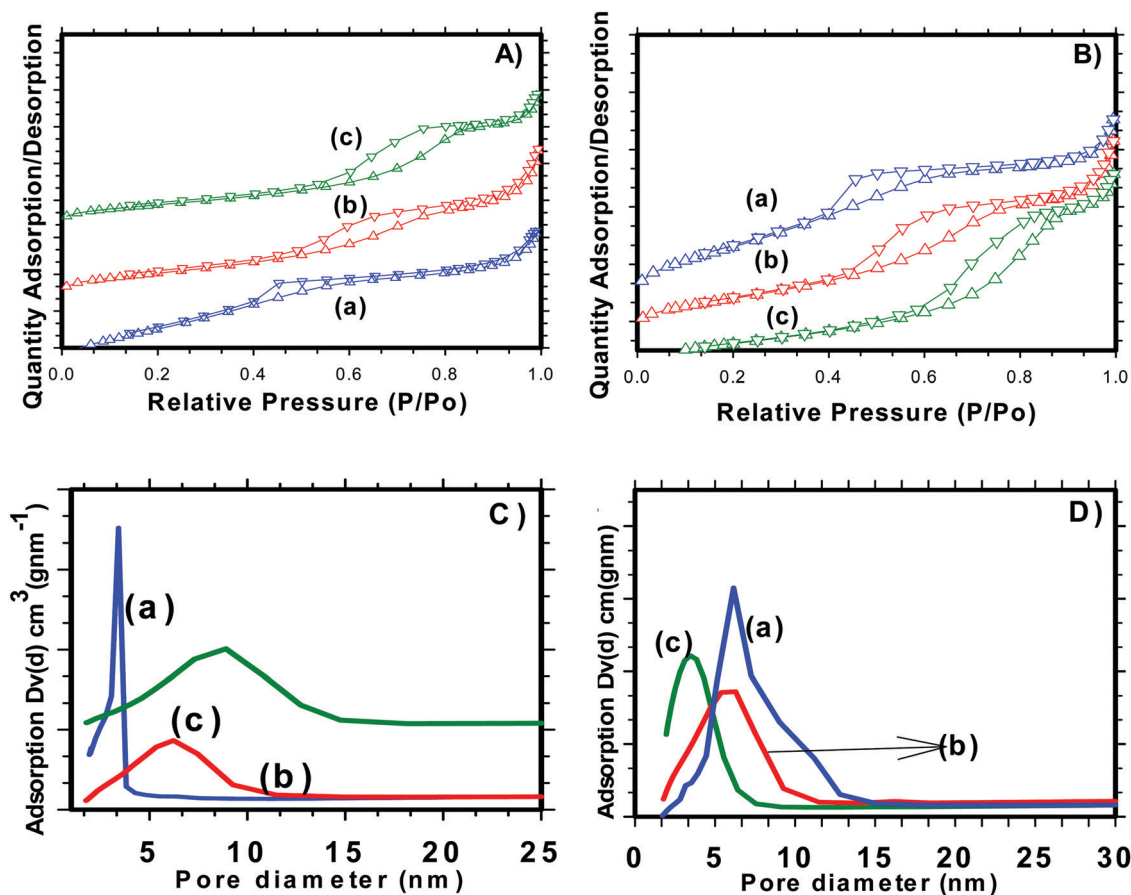 A)
Quantity Adsorption/Desorption
(c)
(b)
(a)
0.0 0.2 0.4 0.6 0.8 1.0
Relative Pressure (P/Po)
B)
Quantity Adsorption/Desorption
(a)
(b)
(c)
0.0 0.2 0.4 0.6 0.8 1.0
Relative Pressure (P/Po)
C)
Adsorption Dv(d) cm³(gnm⁻¹
(a)
(c)
(b)
5 10 15 20 25
Pore diameter (nm)
D)
Adsorption Dv(d) cm(gnm)
(c)
(a)
(b)
0 5 10 15 20 25 30
Pore diameter (nm)